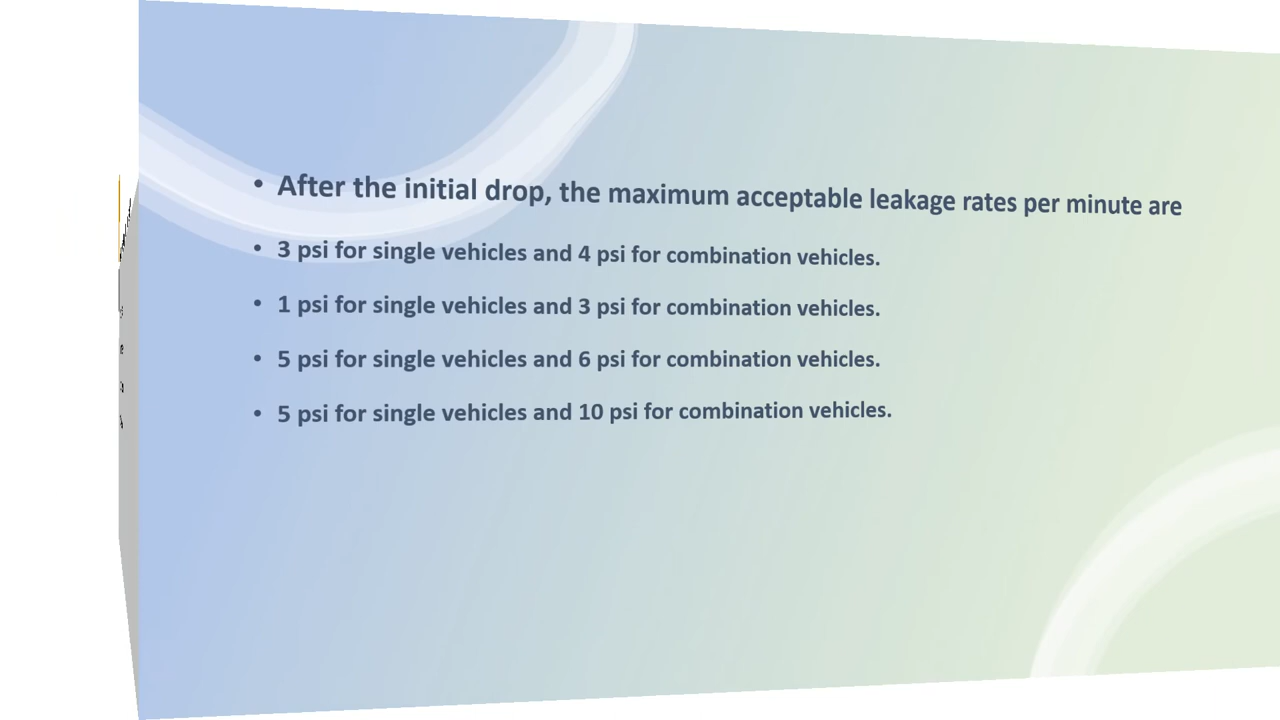 • After the initial drop, the maximum acceptable leakage rates per minute are
• 3 psi for single vehicles and 4 psi for combination vehicles.
• 1 psi for single vehicles and 3 psi for combination vehicles.
• 5 psi for single vehicles and 6 psi for combination vehicles.
• 5 psi for single vehicles and 10 psi for combination vehicles.